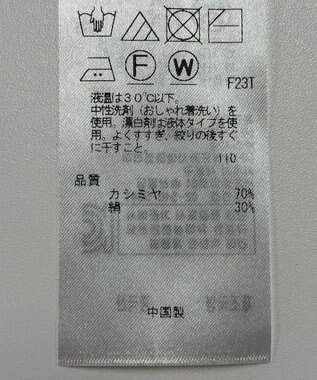 F W
F23T
液温は30℃以下。
中性洗剤（おしゃれ着洗い）を
使用。漂白剤は液体タイプを使
用。よくすすぎ、絞りの後すぐ
に干すこと。
110
品質
カシミヤ 70%
絹 30%
中国製